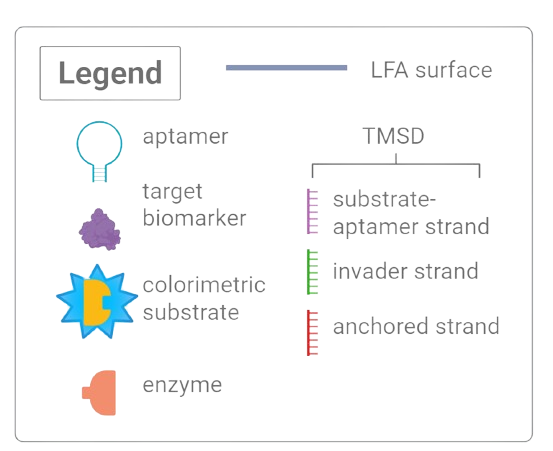 Legend
LFA surface
aptamer
target
biomarker
colorimetric
substrate
enzyme
TMSD
substrate-
aptamer strand
invader strand
anchored strand